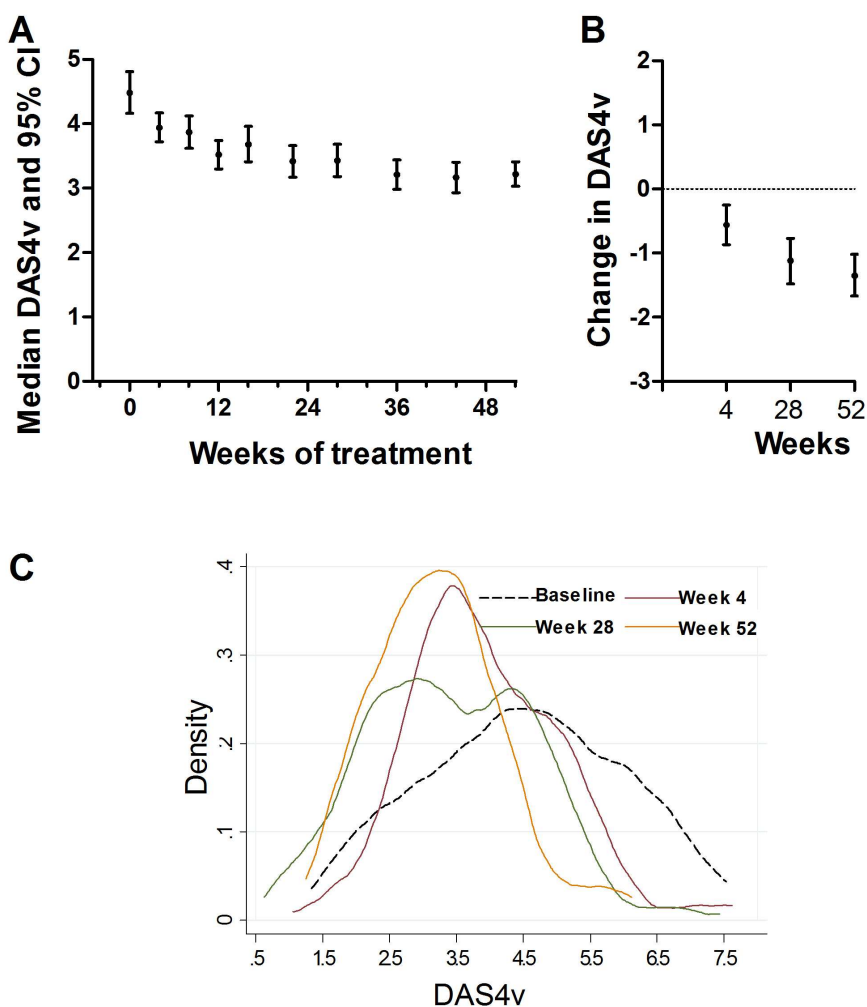 A
Median DAS4v and 95% CI
5
4
3
2
1
0
0 12 24 36 48
Weeks of treatment
B
Change in DAS4v
2
1
0
-1
-2
-3
4 28 52
Weeks
C
Density
.4
.3
.2
.1
0
Baseline Week 4
Week 28 Week 52
.5 1.5 2.5 3.5 4.5 5.5 6.5 7.5
DAS4v